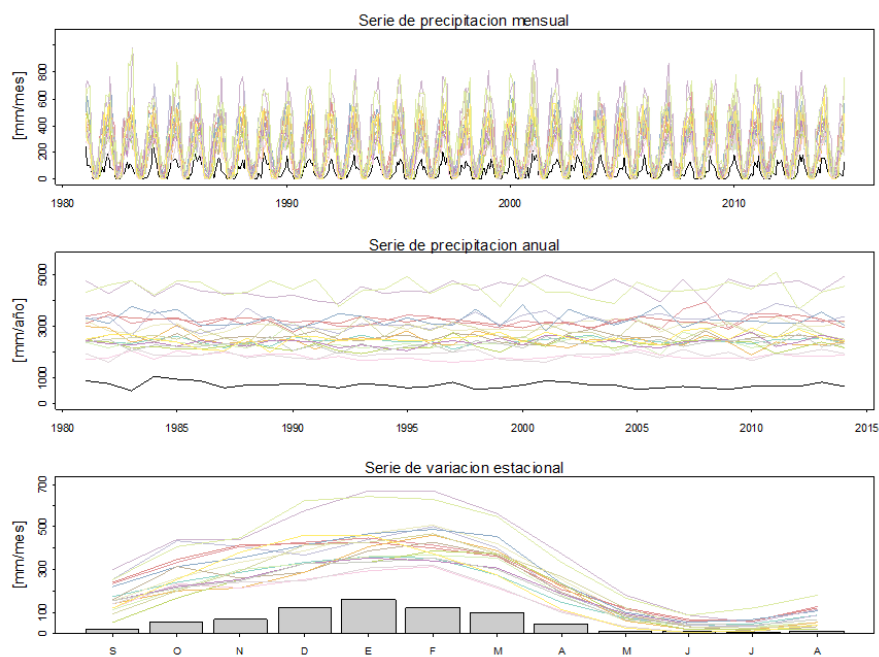 Serie de precipitacion mensual
[mm/mes]
0 200 400 600 800
1980 1990 2000 2010
Serie de precipitacion anual
[mm/año]
0 1000 3000 5000
1980 1985 1990 1995 2000 2005 2010 2015
Serie de variacion estacional
[mm/mes]
0 100 300 500 700
S O N D E F M A M J J A